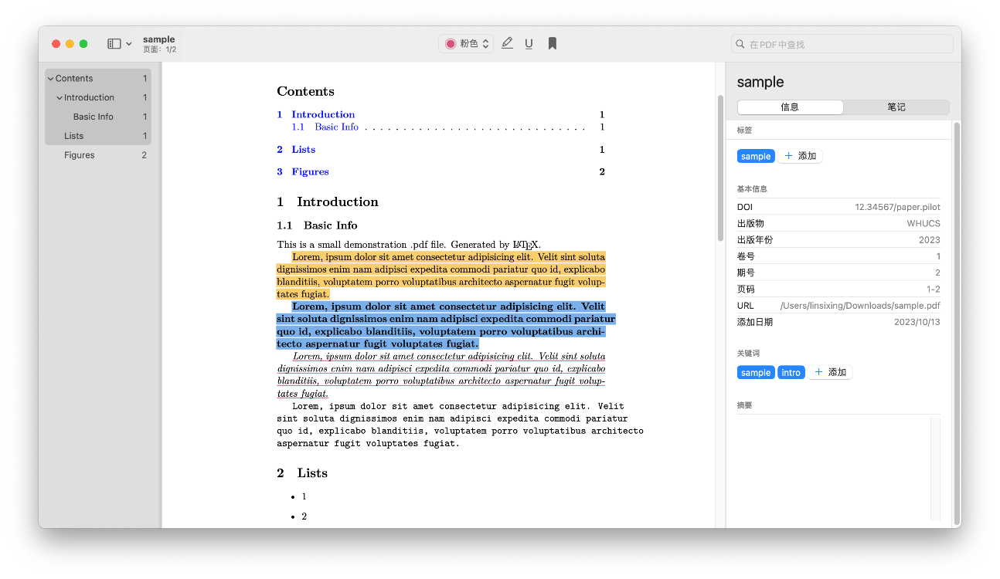 sample
页面：1/2
粉色
U
在PDF中查找
Contents 1
Introduction 1
Basic Info 1
Lists 1
Figures 2
Contents
1 Introduction 1
1.1 Basic Info . . . . . . . . . . . . . . . . . . . . . . . . . . . . 1
2 Lists 1
3 Figures 2
1 Introduction
1.1 Basic Info
This is a small demonstration .pdf file. Generated by LATEX.
Lorem, ipsum dolor sit amet consectetur adipisicing elit. Velit sint soluta
dignissimos enim nam adipisci expedita commodi pariatur quo id, explicabo
blanditiis, voluptatem porro voluptatibus architecto aspernatur fugit volup-
tates fugiat.
Lorem, ipsum dolor sit amet consectetur adipisicing elit. Velit
sint soluta dignissimos enim nam adipisci expedita commodi pariatur
quo id, explicabo blanditiis, voluptatem porro voluptatibus archi-
tecto aspernatur fugit voluptates fugiat.
Lorem, ipsum dolor sit amet consectetur adipisicing elit. Velit sint soluta
dignissimos enim nam adipisci expedita commodi pariatur quo id, explicabo
blanditiis, voluptatem porro voluptatibus architecto aspernatur fugit volup-
tates fugiat.
Lorem, ipsum dolor sit amet consectetur adipisicing elit. Velit
sint soluta dignissimos enim nam adipisci expedita commodi pariatur
quo id, explicabo blanditiis, voluptatem porro voluptatibus architecto
aspernatur fugit voluptates fugiat.
2 Lists
• 1
• 2
sample
信息 笔记
标签
sample + 添加
基本信息
DOI 12.34567/paper.pilot
出版物 WHUCS
出版年份 2023
卷号 1
期号 2
页码 1-2
URL /Users/linsixing/Downloads/sample.pdf
添加日期 2023/10/13
关键词
sample intro + 添加
摘要